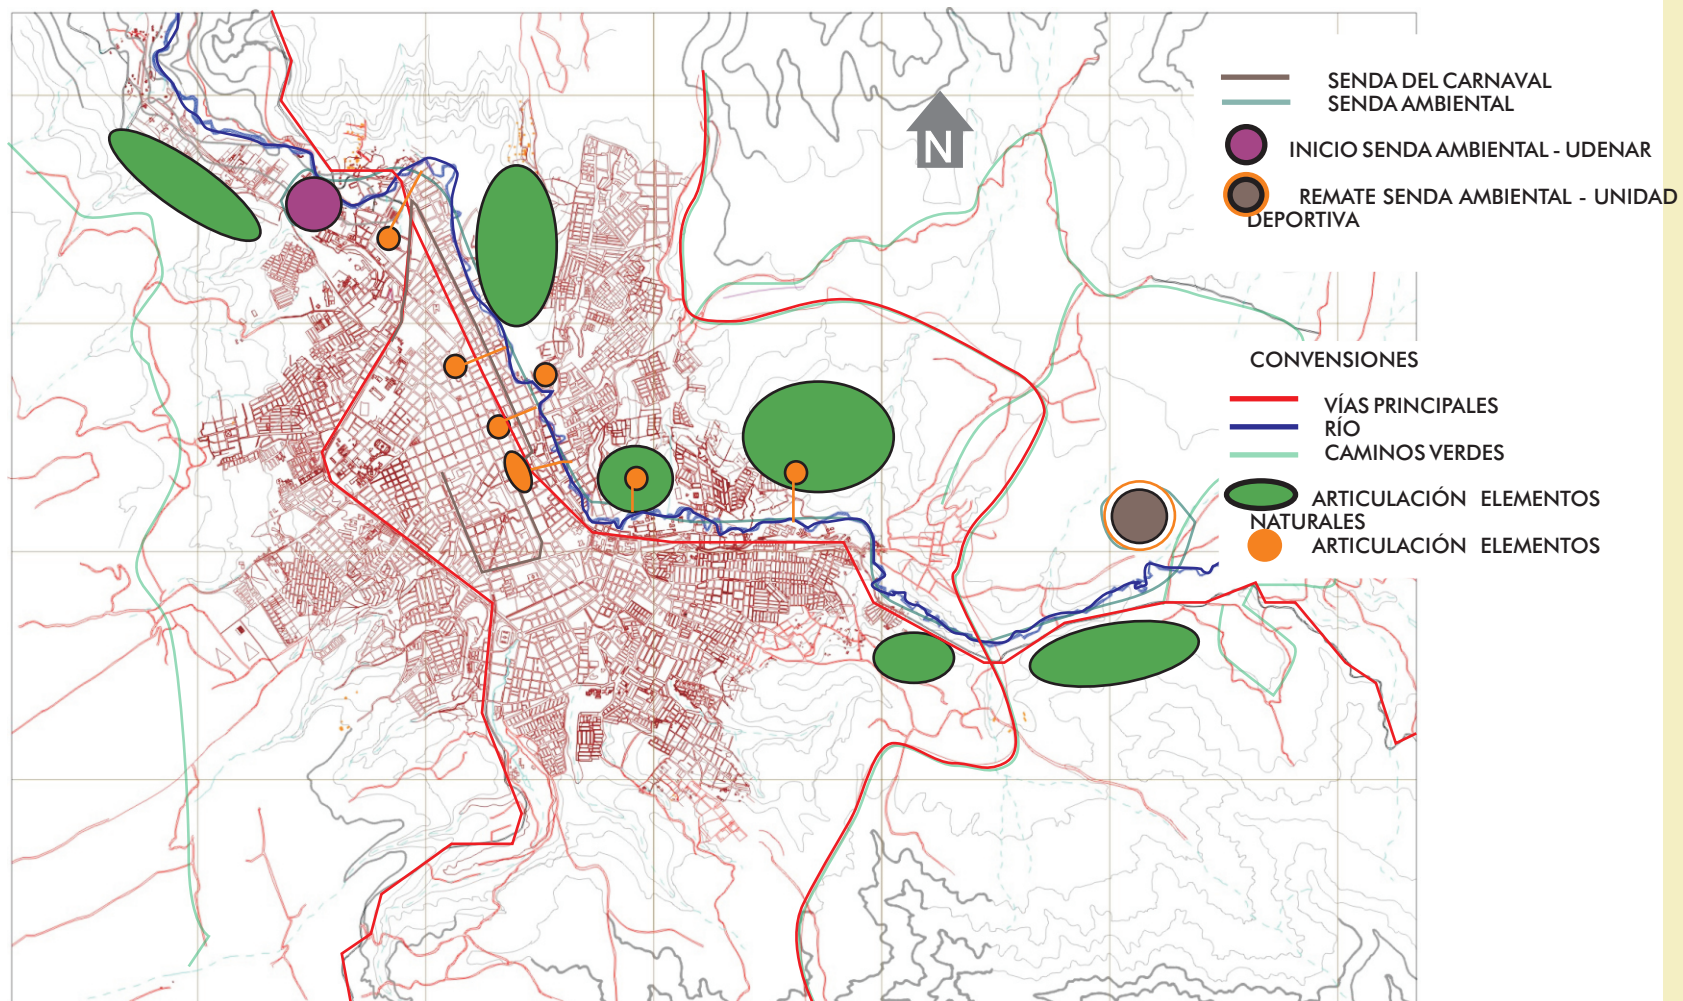 SENDA DEL CARNAVAL
SENDA AMBIENTAL
N
INICIO SENDA AMBIENTAL - UDENAR
REMATE SENDA AMBIENTAL - UNIDAD
DEPORTIVA
CONVENSIONES
VÍAS PRINCIPALES
RÍO
CAMINOS VERDES
ARTICULACIÓN ELEMENTOS
NATURALES
ARTICULACIÓN ELEMENTOS